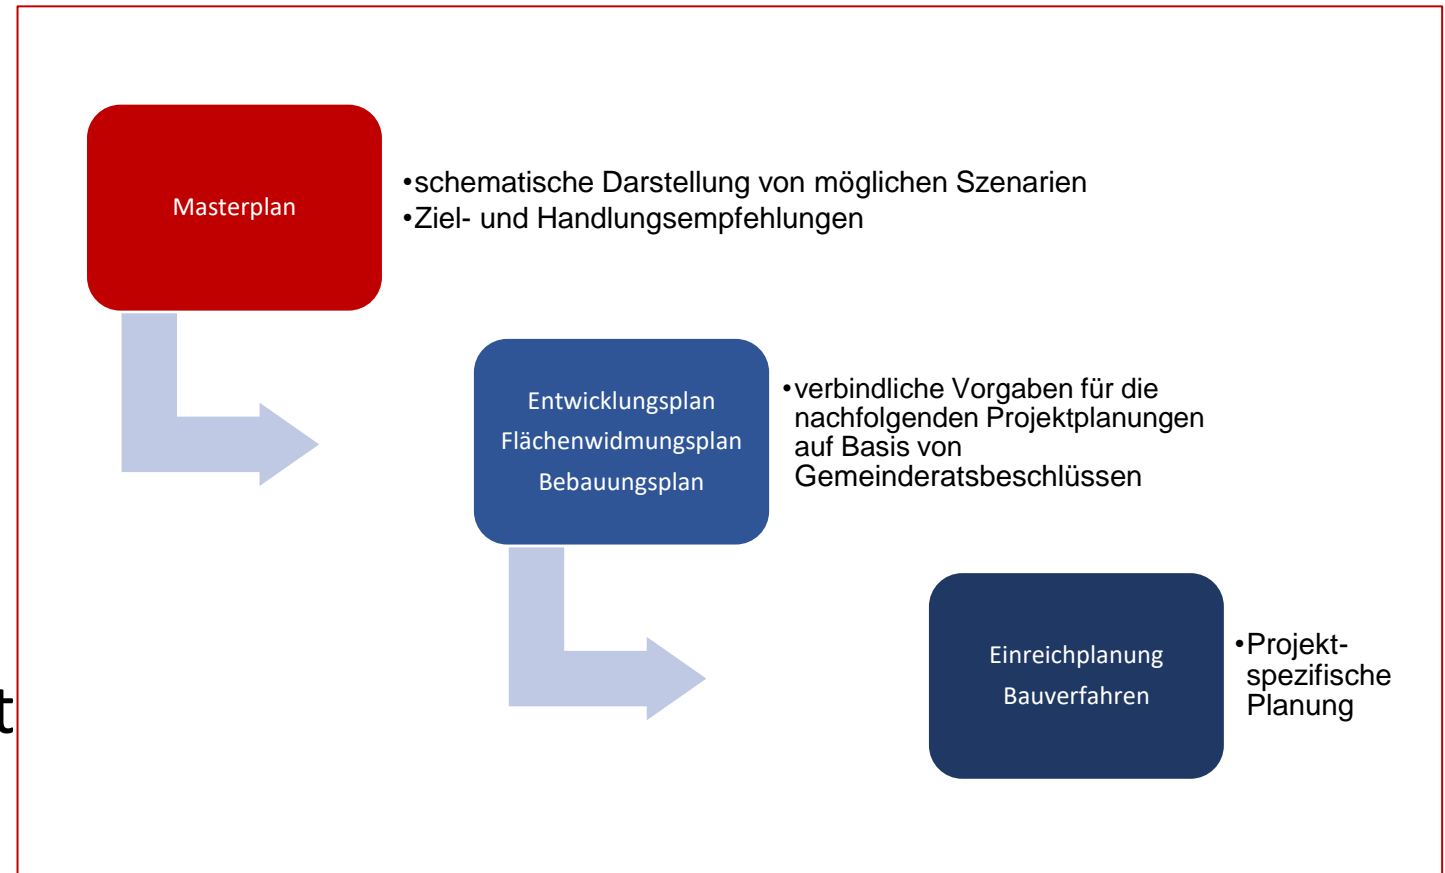 Masterplan
•schematische Darstellung von möglichen Szenarien
•Ziel- und Handlungsempfehlungen
Entwicklungsplan
Flächenwidmungsplan
Bebauungsplan
•verbindliche Vorgaben für die
nachfolgenden Projektplanungen
auf Basis von
Gemeinderatsbeschlüssen
Einreichplanung
Bauverfahren
•Projekt-
spezifische
Planung
t